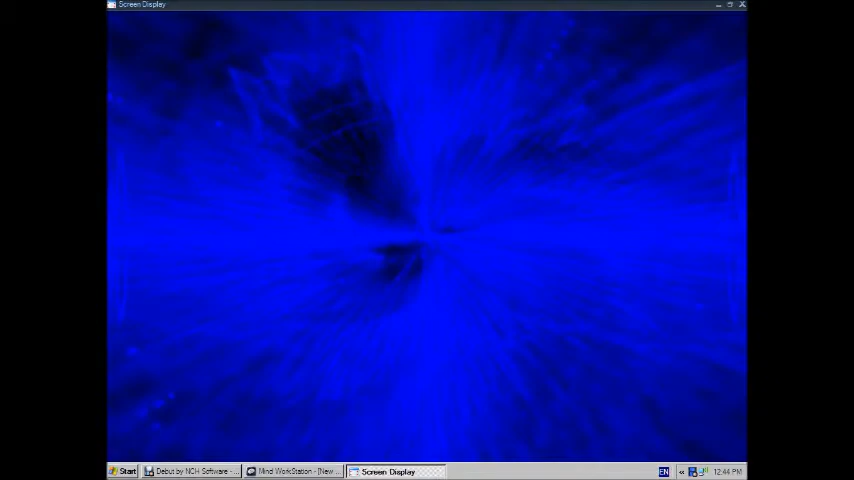 Screen Display
Start
Debut by NCH Software - ...
Mind WorkStation - [New ...
Screen Display
EN
«
12:44 PM